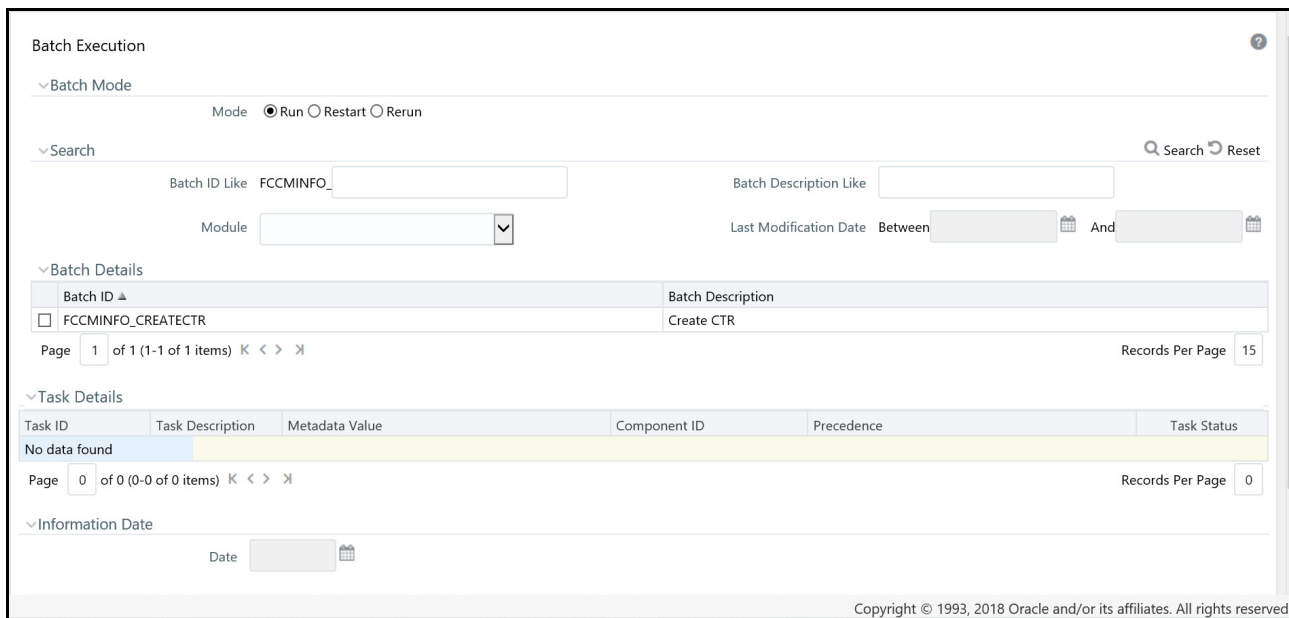 Batch Execution
Batch Mode
Mode Run Restart Rerun
Search Search Reset
Batch ID Like FCCMINFO_ Batch Description Like
Module Last Modification Date Between And
Batch Details
Batch ID Batch Description
FCCMINFO_CREATECTR Create CTR
Page 1 of 1 (1-1 of 1 items) Records Per Page 15
Task Details
Task ID Task Description Metadata Value Component ID Precedence Task Status
No data found
Page 0 of 0 (0-0 of 0 items) Records Per Page 0
Information Date
Date
Copyright © 1993, 2018 Oracle and/or its affiliates. All rights reserved